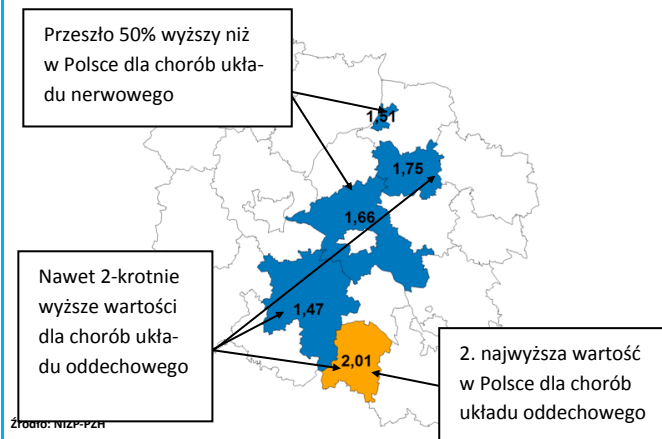 Przeszło 50% wyższy niż
w Polsce dla chorób ukła-
du nerwowego
1,51
1,75
1,66
Nawet 2-krotnie
wyższe wartości
dla chorób ukła-
du oddechowego
1,47
2,01
2. najwyższa wartość
w Polsce dla chorób
układu oddechowego
Źródło: NIZP-PZH